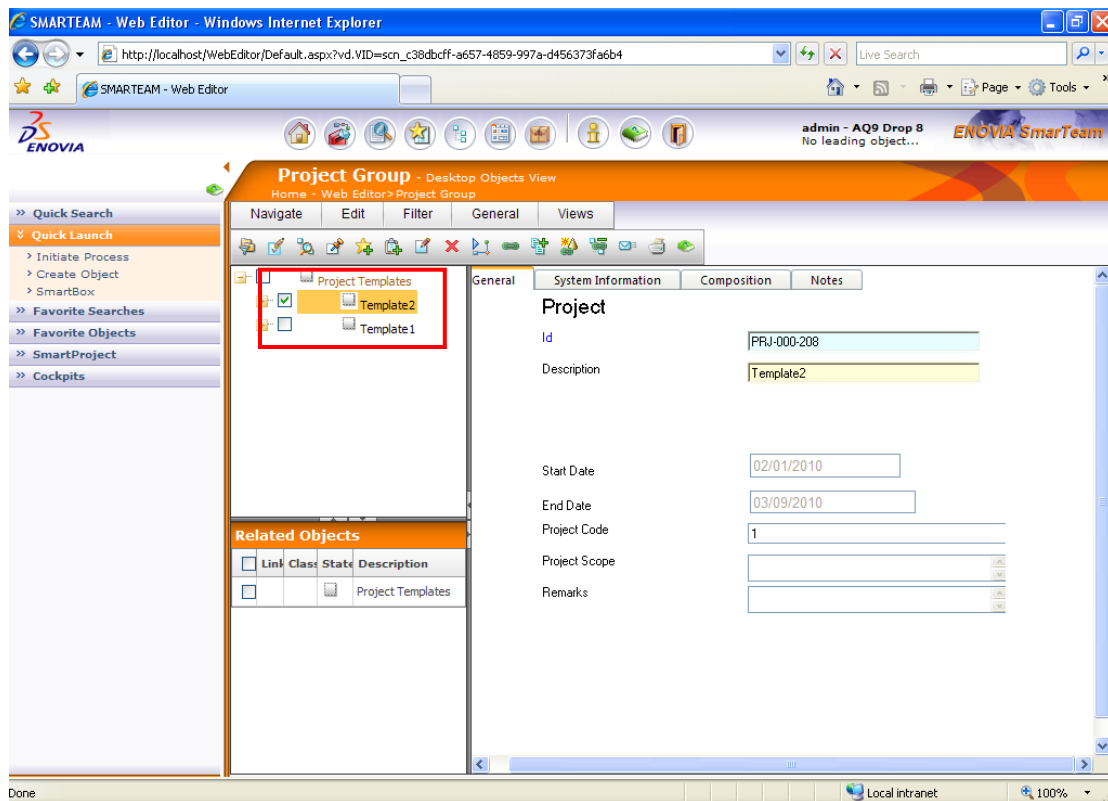 SMARTEAM - Web Editor - Windows Internet Explorer
http://localhost/WebEditor/Default.aspx?vd.VID=scn_c38dbcff-a657-4859-997a-d456373fa6b4
Live Search
SMARTEAM - Web Editor
Page
Tools
»
DS
ENOVIA
admin - AQ9 Drop 8
No leading object...
ENOVIA SmarTeam
Project Group - Desktop Objects View
Home - Web Editor>Project Group
» Quick Search
Quick Launch
Initiate Process
Create Object
SmartBox
» Favorite Searches
» Favorite Objects
» SmartProject
» Cockpits
Navigate Edit Filter General Views
Project Templates
Template2
Template1
General System Information Composition Notes
Project
Id PRJ-000-208
Description Template2
Start Date 02/01/2010
End Date 03/09/2010
Project Code 1
Project Scope
Remarks
Related Objects
Link Clas: State Description
Project Templates
Done
Local intranet
100%